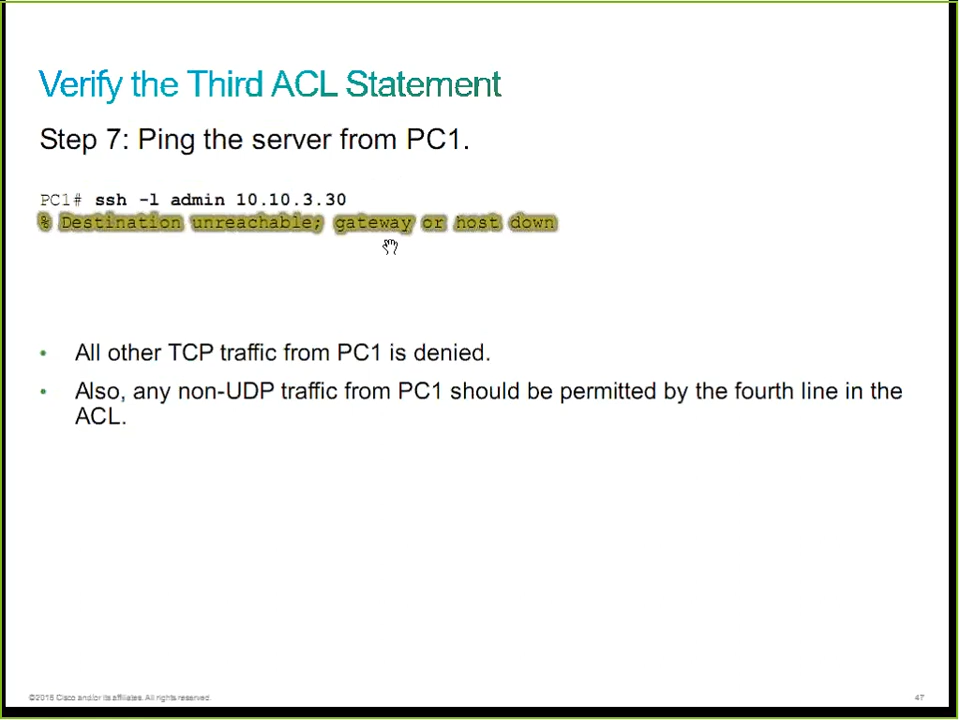 Verify the Third ACL Statement
Step 7: Ping the server from PC1.
PC1# ssh -l admin 10.10.3.30
% Destination unreachable; gateway or host down
• All other TCP traffic from PC1 is denied.
• Also, any non-UDP traffic from PC1 should be permitted by the fourth line in the
ACL.
©2016 Cisco and/or its affiliates. All rights reserved.
47